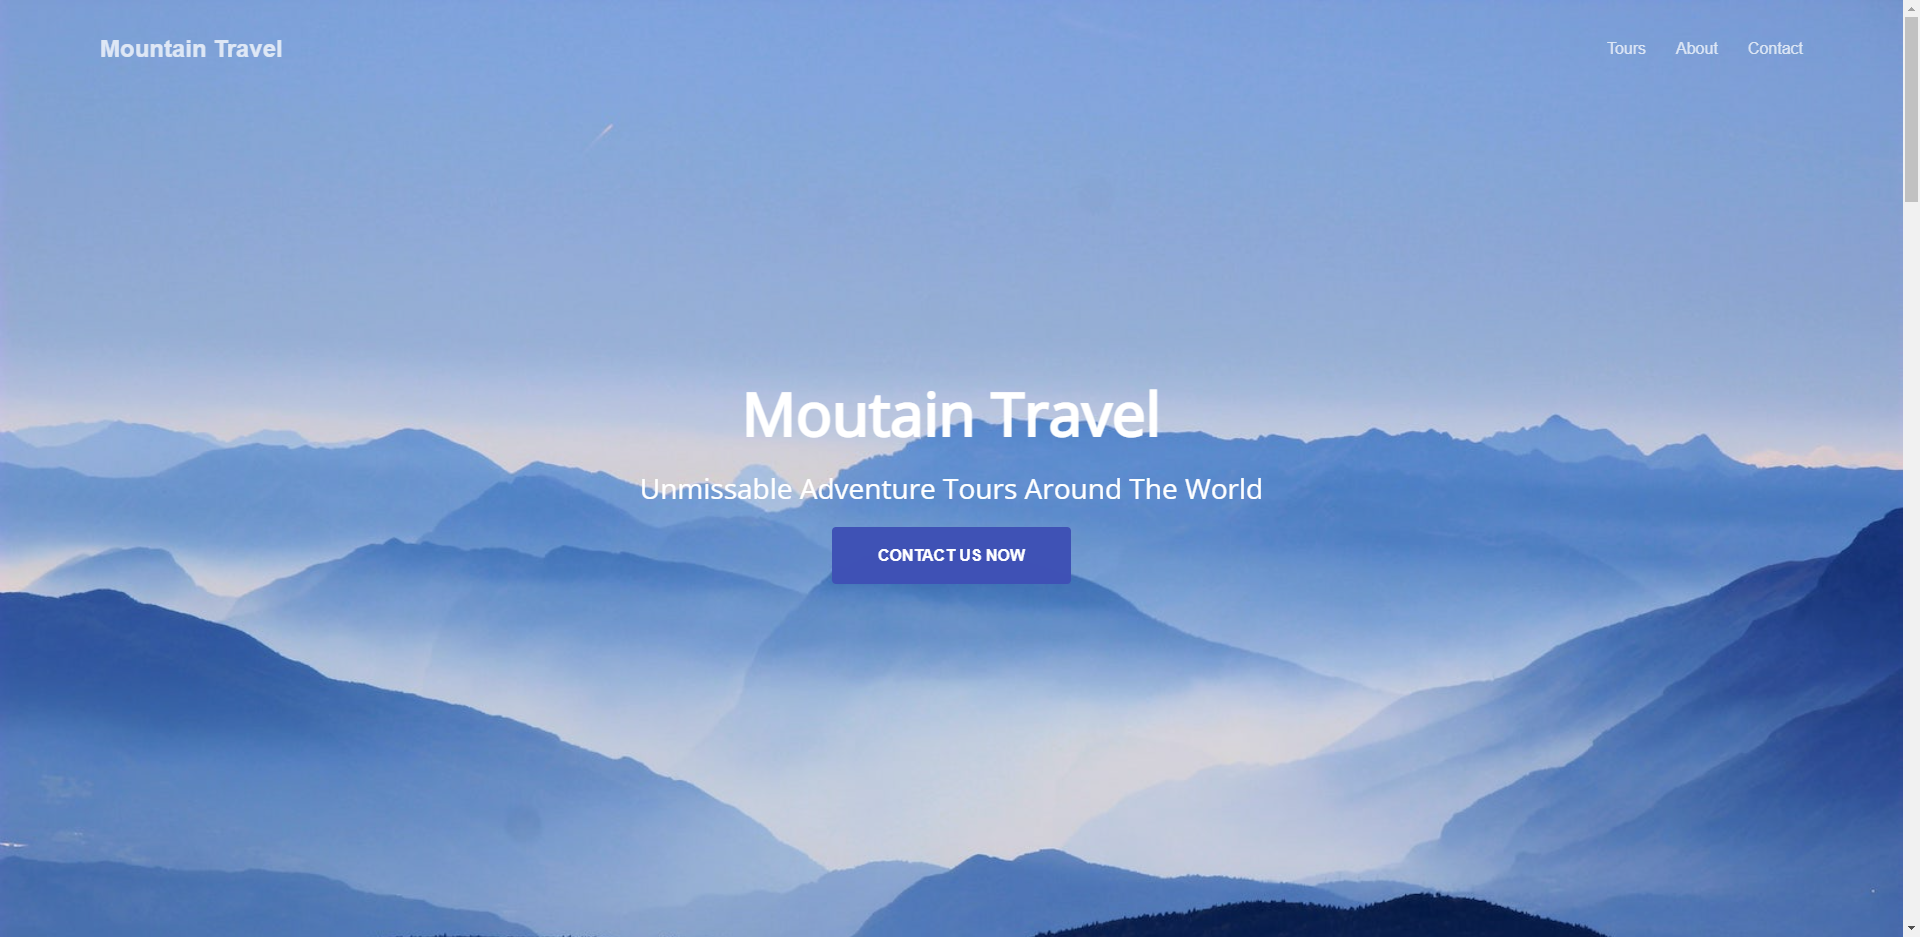 Mountain Travel
Tours About Contact
Moutain Travel
Unmissable Adventure Tours Around The World
CONTACT US NOW